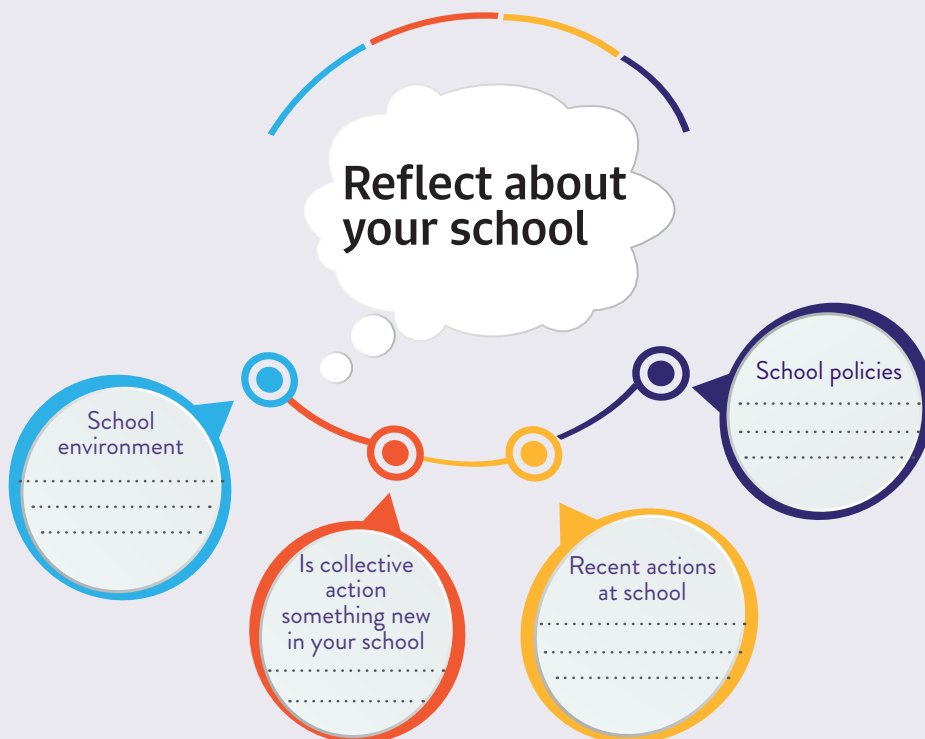 Reflect about
your school
School
environment
Is collective
action
something new
in your school
Recent actions
at school
School policies